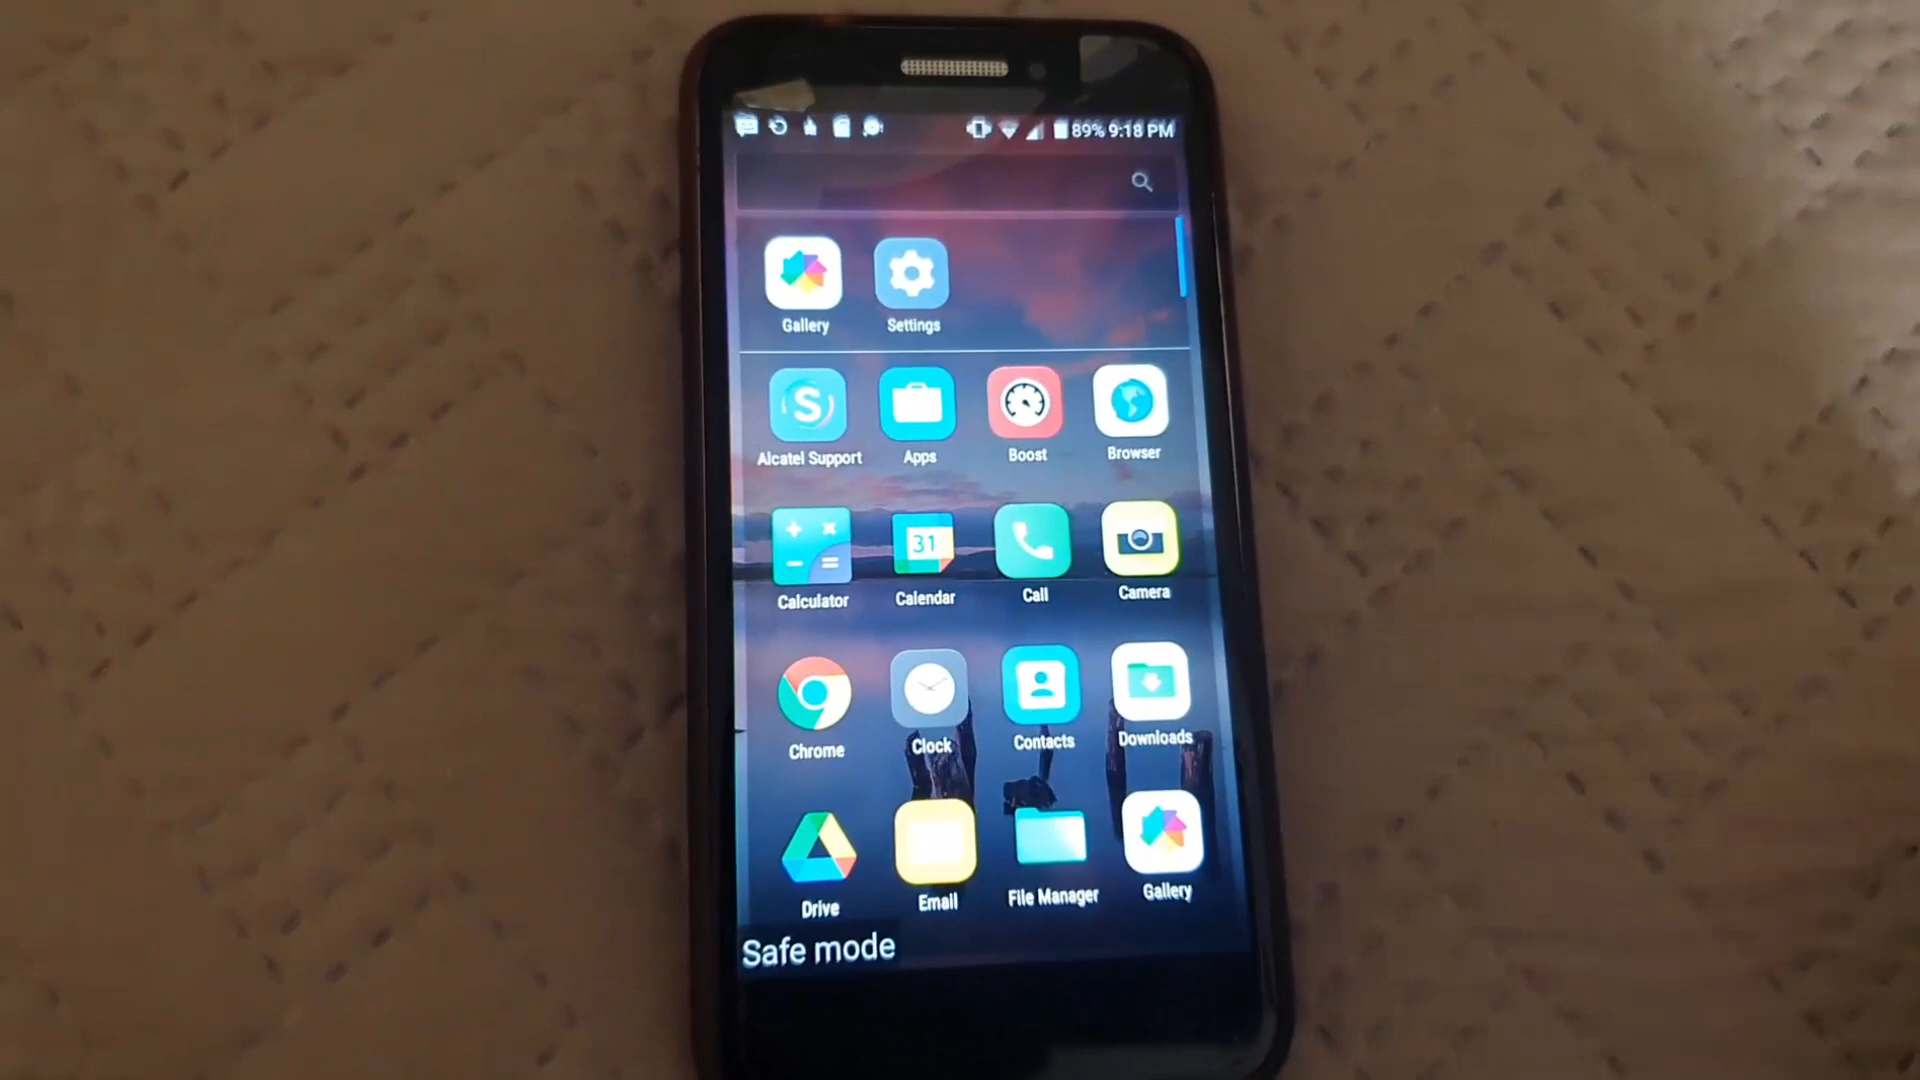 89% 9:18 PM
Gallery Settings
S
Alcatel Support Apps Boost Browser
31
Calculator Calendar Call Camera
Chrome Clock Contacts Downloads
Drive Email File Manager Gallery
Safe mode